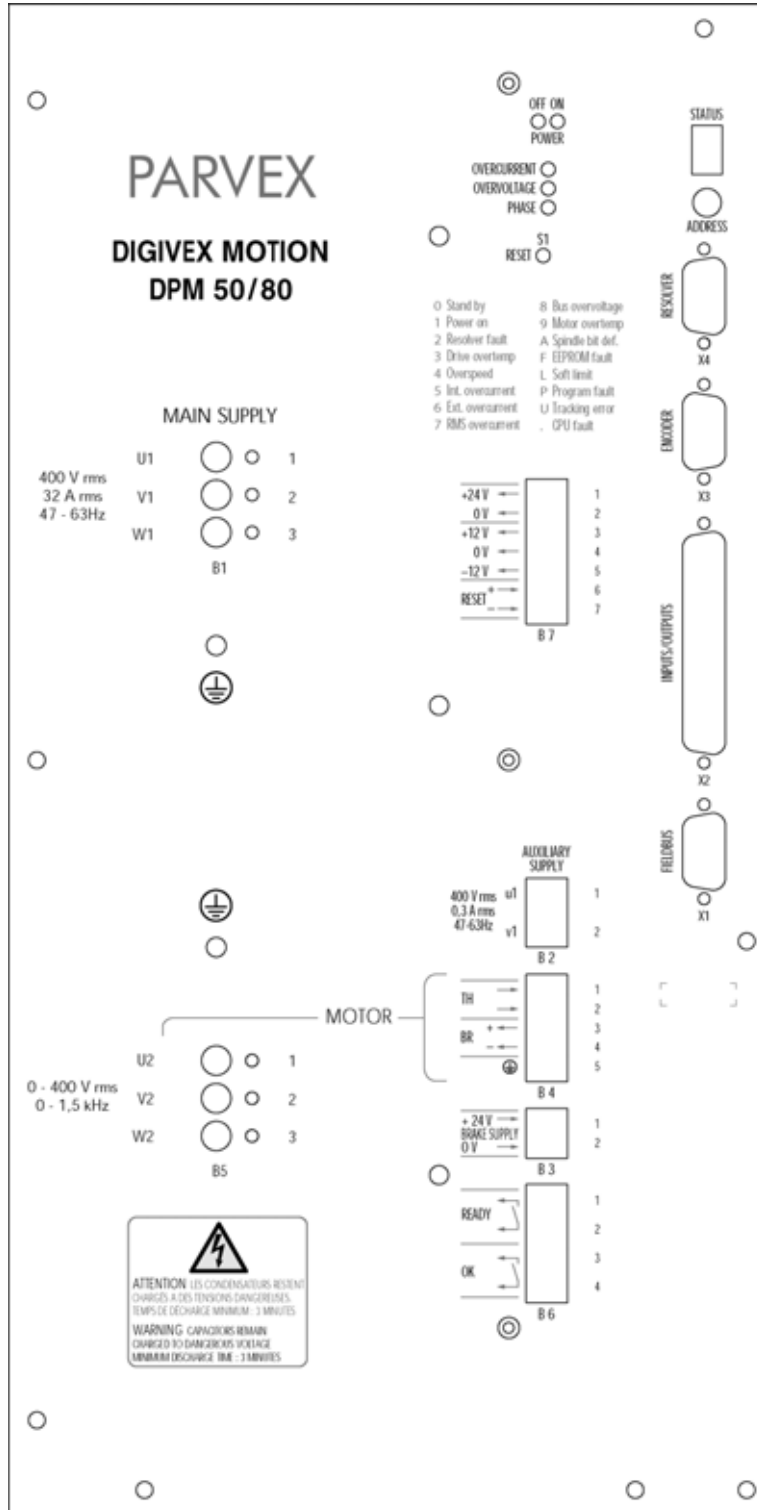 PARVEX
DIGIVEX MOTION
DPM 50/80
OFF ON
POWER
OVERCURRENT
OVERVOLTAGE
PHASE
S1
RESET
STATUS
ADDRESS
RESOLVER
X4
ENCODER
X3
INPUTS/OUTPUTS
X2
FIELDBUS
X1
0 Stand by
1 Power on
2 Resolver fault
3 Drive overtemp
4 Overspeed
5 Int. overcurrent
6 Ext. overcurrent
7 RMS overcurrent
8 Bus overvoltage
9 Motor overtemp
A Spindle bit def.
F EEPROM fault
L Soft limit
P Program fault
U Tracking error
. CPU fault
MAIN SUPPLY
400 V rms
32 A rms
47 - 63Hz
U1 1
V1 2
W1 3
B1
+24 V 1
0 V 2
+12 V 3
0 V 4
-12 V 5
RESET + 6
- 7
B 7
AUXILIARY
SUPPLY
400 V rms
0,3 A rms
47-63Hz
u1 1
v1 2
B 2
MOTOR
TH 1
2
BR + 3
- 4
5
B 4
0 - 400 V rms
0 - 1,5 kHz
U2 1
V2 2
W2 3
B5
+ 24 V 1
BRAKE SUPPLY
0 V 2
B 3
READY 1
2
OK 3
4
B 6
ATTENTION LES CONDENSATEURS RESTENT
CHARGÉS A DES TENSIONS DANGEREUSES.
TEMPS DE DÉCHARGE MINIMUM : 3 MINUTES
WARNING CAPACITORS REMAIN
CHARGED TO DANGEROUS VOLTAGE
MINIMUM DISCHARGE TIME : 3 MINUTES